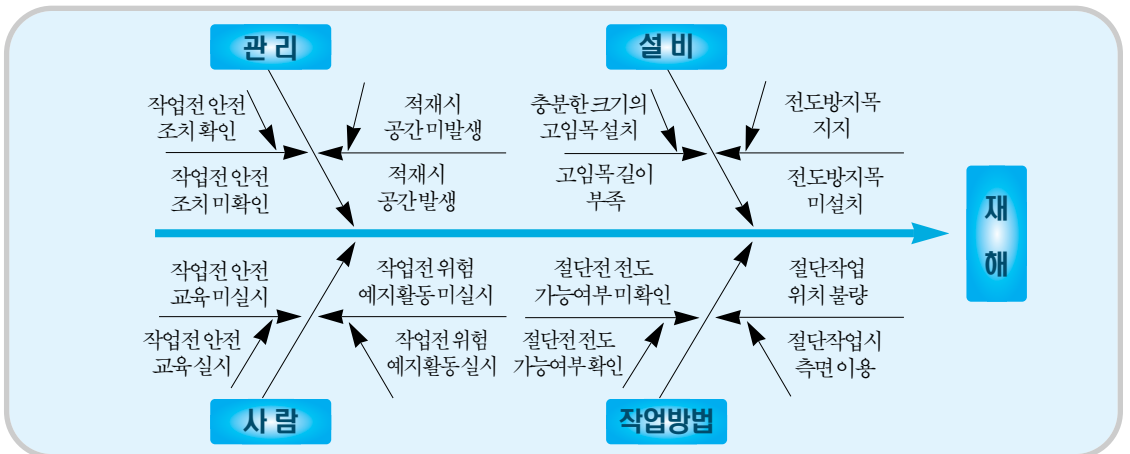 관리
설비
작업전 안전
조치 확인
적재시
공간 미발생
충분한 크기의
고임목 설치
전도방지목
지지
작업전 안전
조치 미확인
적재시
공간 발생
고임목 길이
부족
전도방지목
미설치
재
해
작업전 안전
교육 미실시
작업전 위험
예지활동 미실시
절단전 전도
가능여부 미확인
절단작업
위치 불량
작업전 안전
교육 실시
작업전 위험
예지활동 실시
절단전 전도
가능여부 확인
절단작업시
측면 이용
사람
작업방법